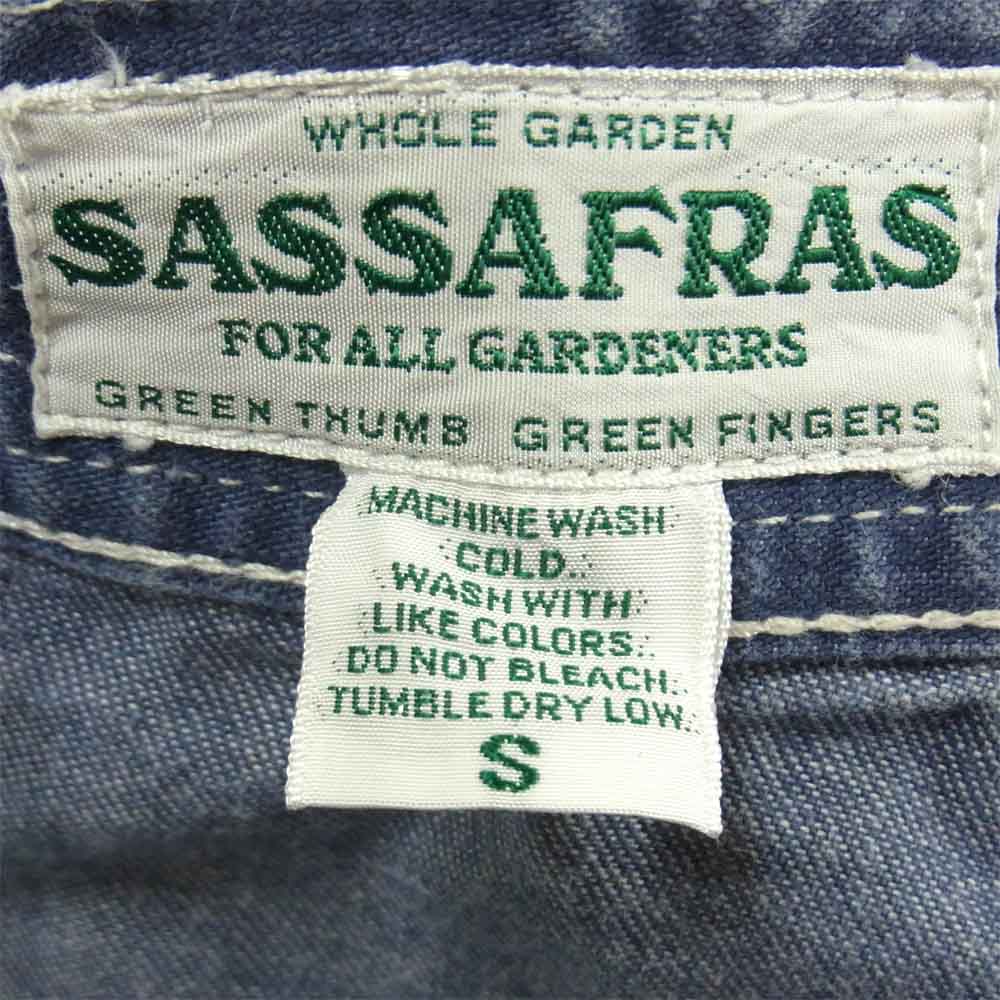 WHOLE GARDEN
SASSAFRAS
FOR ALL GARDENERS
GREEN THUMB GREEN FINGERS
MACHINE WASH
COLD.
WASH WITH
LIKE COLORS.
DO NOT BLEACH.
TUMBLE DRY LOW.
S